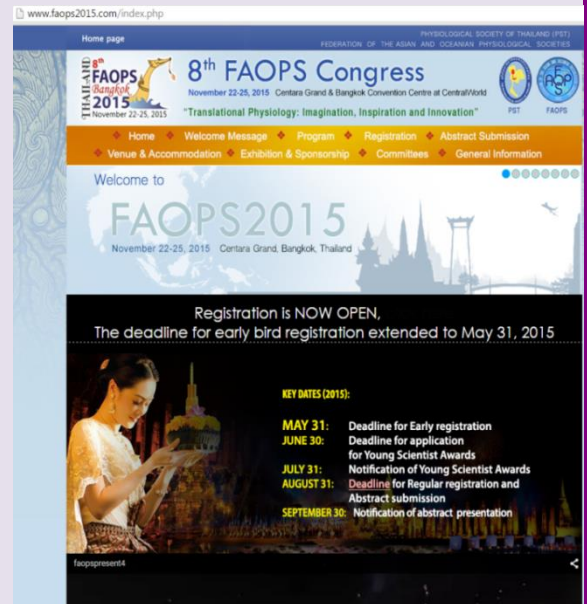 www.faops2015.com/index.php
Home page
PHYSIOLOGICAL SOCIETY OF THAILAND (PST)
FEDERATION OF THE ASIAN AND OCEANIAN PHYSIOLOGICAL SOCIETIES
THAILAND
8th
FAOPS
Bangkok
2015
November 22-25, 2015
8th FAOPS Congress
November 22-25, 2015 Centara Grand & Bangkok Convention Centre at CentralWorld
"Translational Physiology: Imagination, Inspiration and Innovation"
PST
FAOPS
Home Welcome Message Program Registration Abstract Submission
Venue & Accommodation Exhibition & Sponsorship Committees General Information
Welcome to
FAOPS2015
November 22-25, 2015 Centara Grand, Bangkok, Thailand
Registration is NOW OPEN,
The deadline for early bird registration extended to May 31, 2015
KEY DATES (2015):
MAY 31: Deadline for Early registration
JUNE 30: Deadline for application
for Young Scientist Awards
JULY 31: Notification of Young Scientist Awards
AUGUST 31: Deadline for Regular registration and
Abstract submission
SEPTEMBER 30: Notification of abstract presentation
faopspresent4